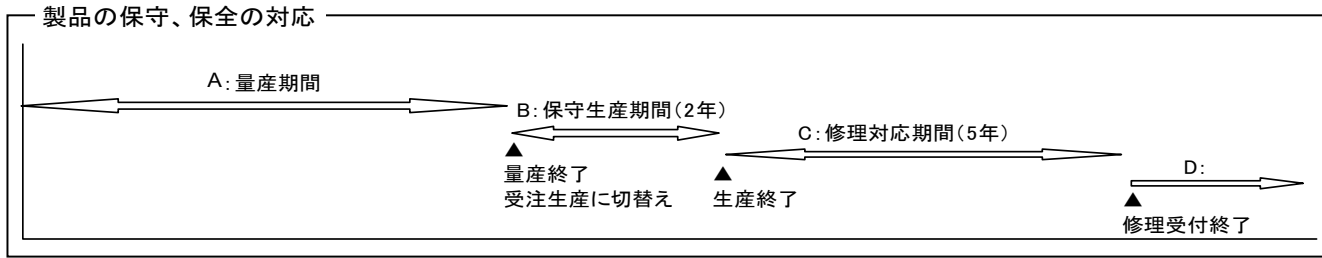 製品の保守、保全の対応
A:量産期間
B:保守生産期間(2年)
C:修理対応期間(5年)
D:
▲
量産終了
受注生産に切替え
▲
生産終了
▲
修理受付終了